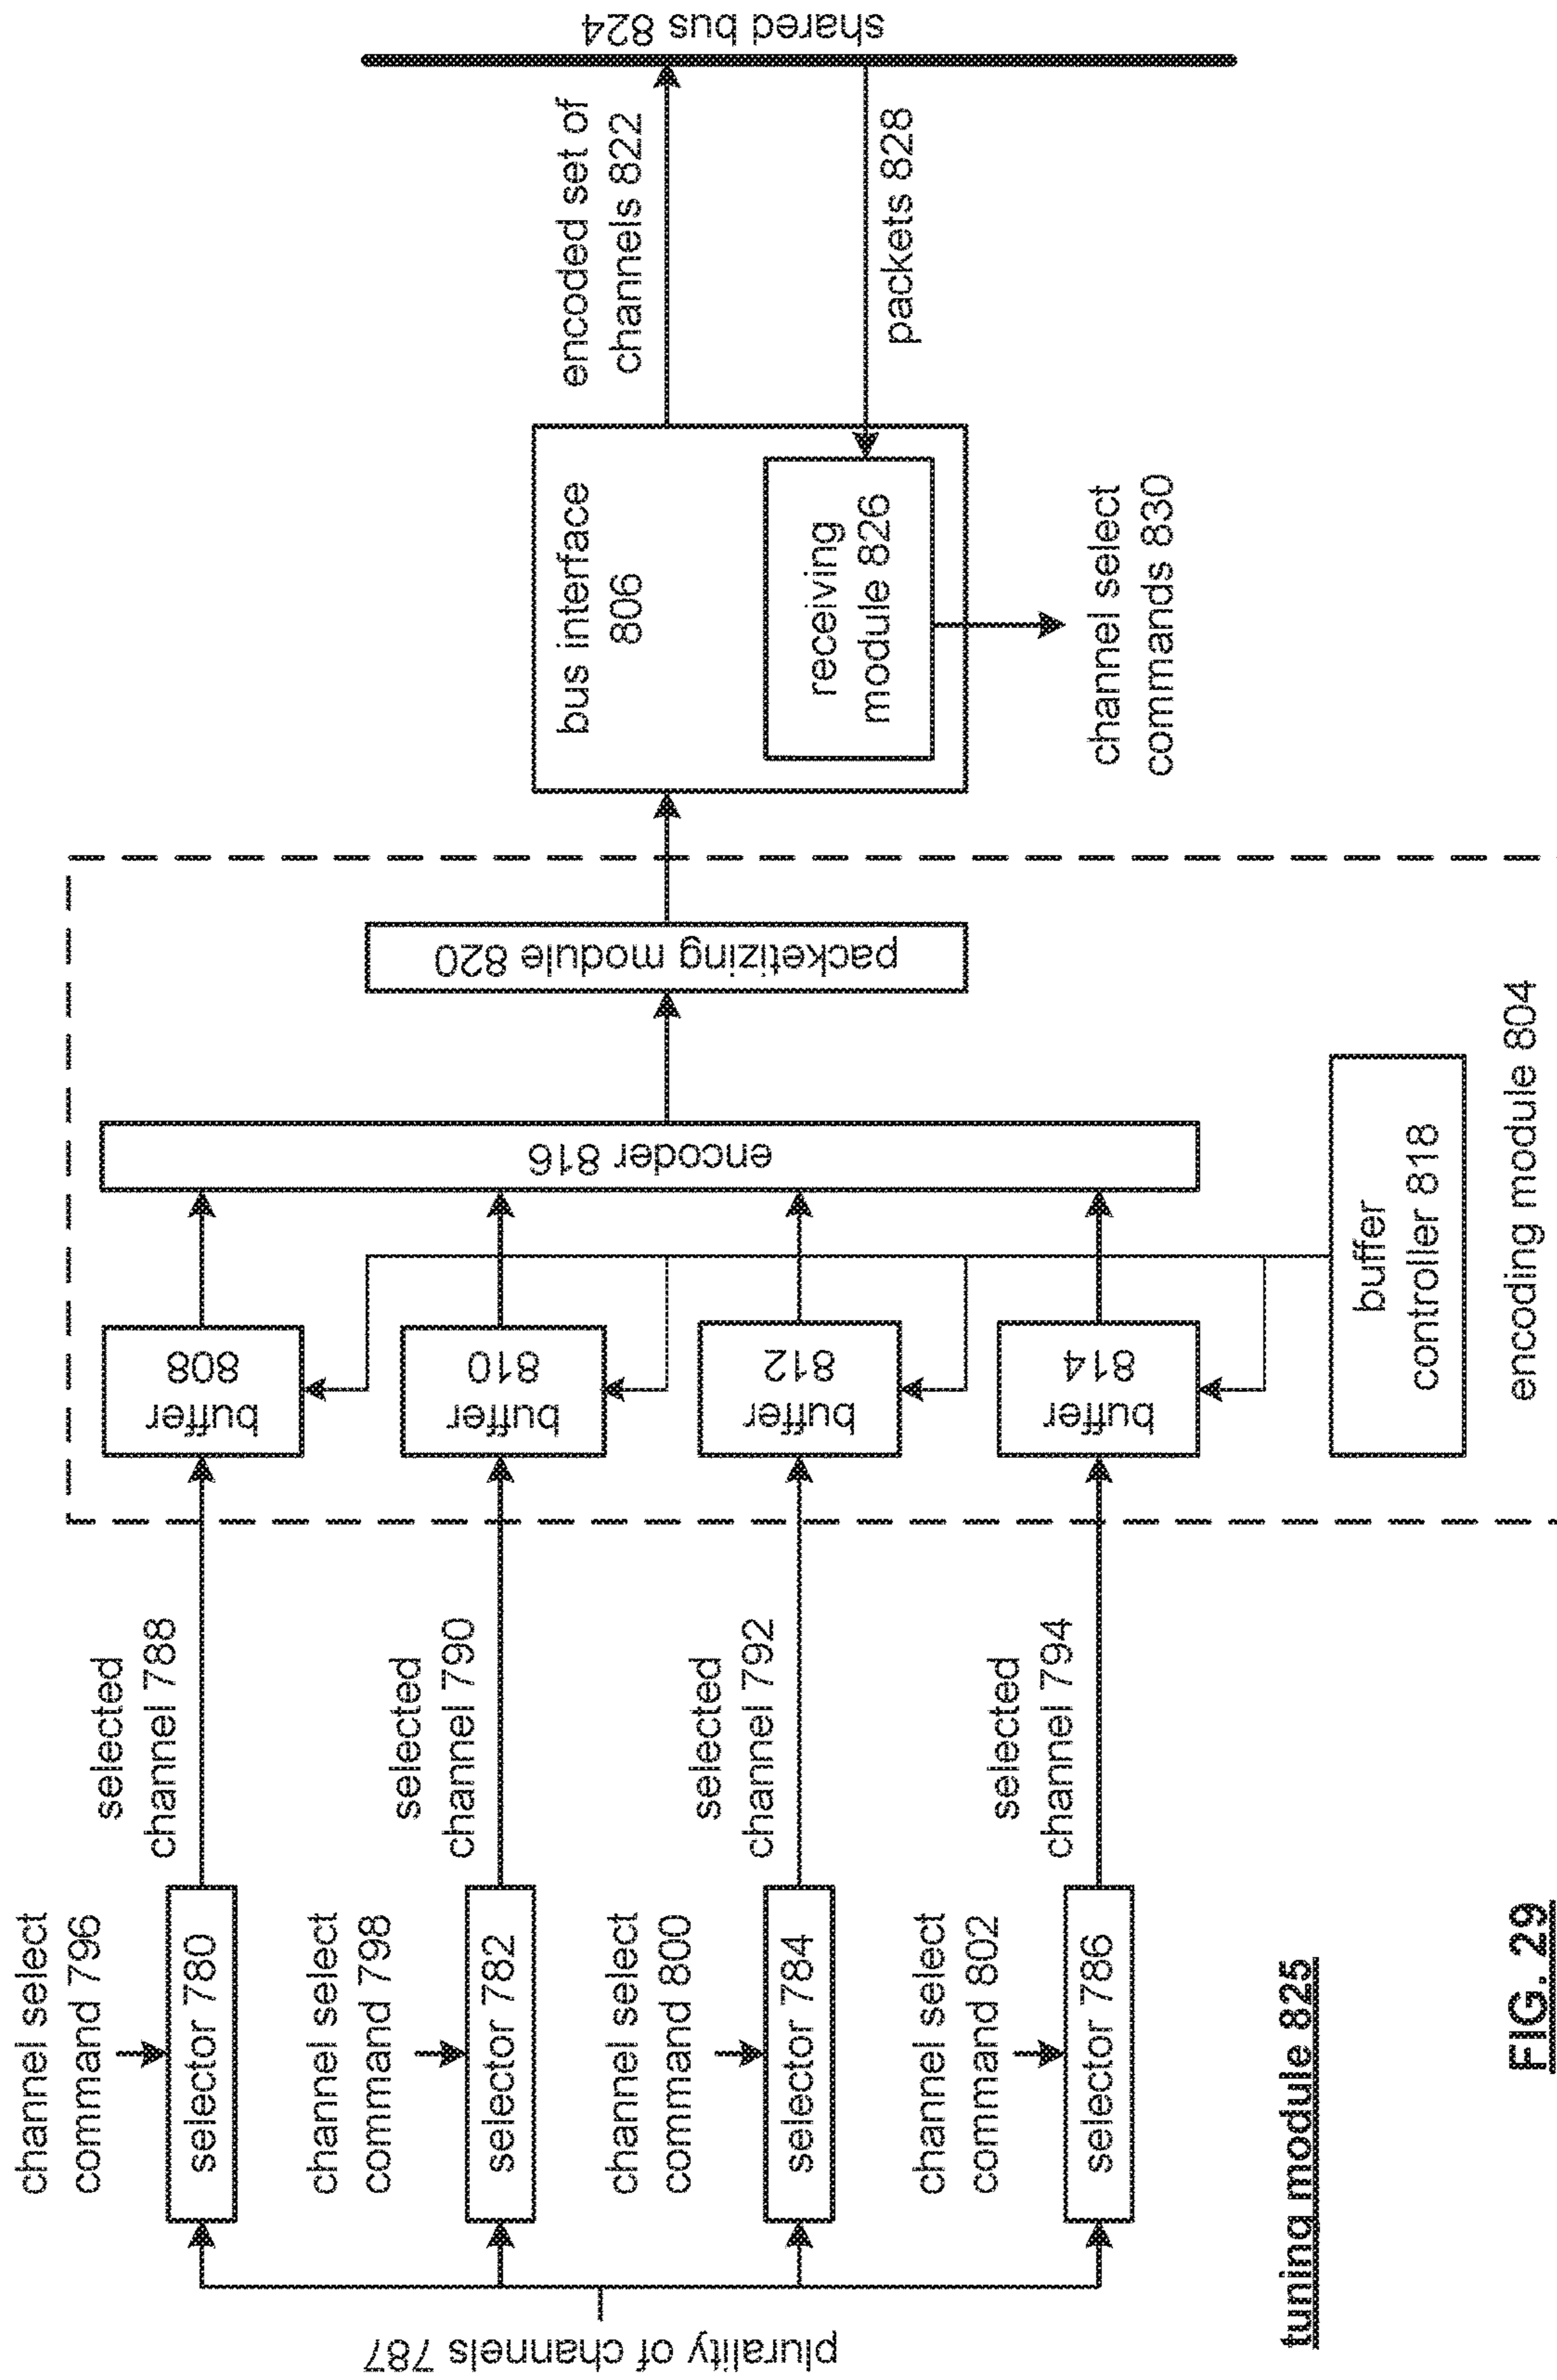 channel select
command 796
selector 780
channel select
command 798
selector 782
channel select
command 800
selector 784
channel select
command 802
selector 786
plurality of channels 787
selected
channel 788
selected
channel 790
selected
channel 792
selected
channel 794
buffer
808
buffer
810
buffer
812
buffer
814
encoder 816
buffer
controller 818
packetizing module 820
encoding module 804
bus interface
806
receiving
module 826
channel select
commands 830
encoded set of
channels 822
packets 828
shared bus 824
tuning module 825
FIG. 29